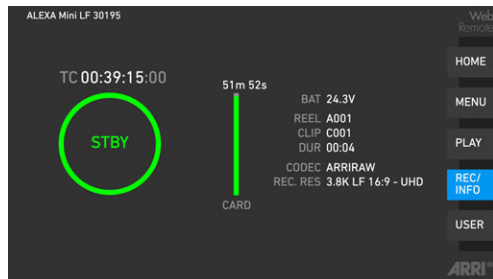 ALEXA Mini LF 30195
Web
Remote
TC 00:39:15:00
STBY
51m 52s
CARD
BAT 24.3V
REEL A001
CLIP C001
DUR 00:04
CODEC ARRIRAW
REC. RES 3.8K LF 16:9 - UHD
HOME
MENU
PLAY
REC/
INFO
USER
ARRI®